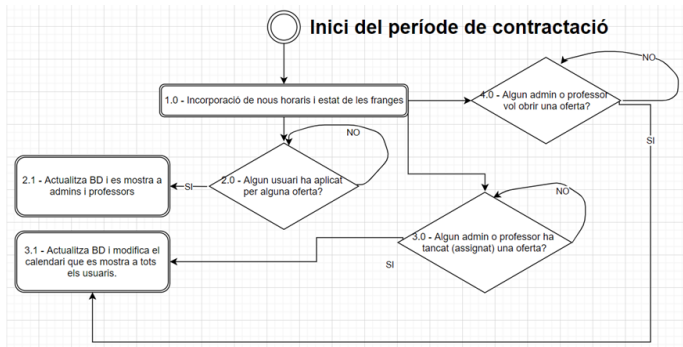 Inici del període de contractació
NO
4.0 - Algun admin o professor
vol obrir una oferta?
1.0 - Incorporació de nous horaris i estat de les franges
NO
SI
2.1 - Actualitza BD i es mostra a
admins i professors
SI
2.0 - Algun usuari ha aplicat
per alguna oferta?
NO
3.0 - Algun admin o professor ha
tancat (assignat) una oferta?
3.1 - Actualitza BD i modifica el
calendari que es mostra a tots
els usuaris.
SI